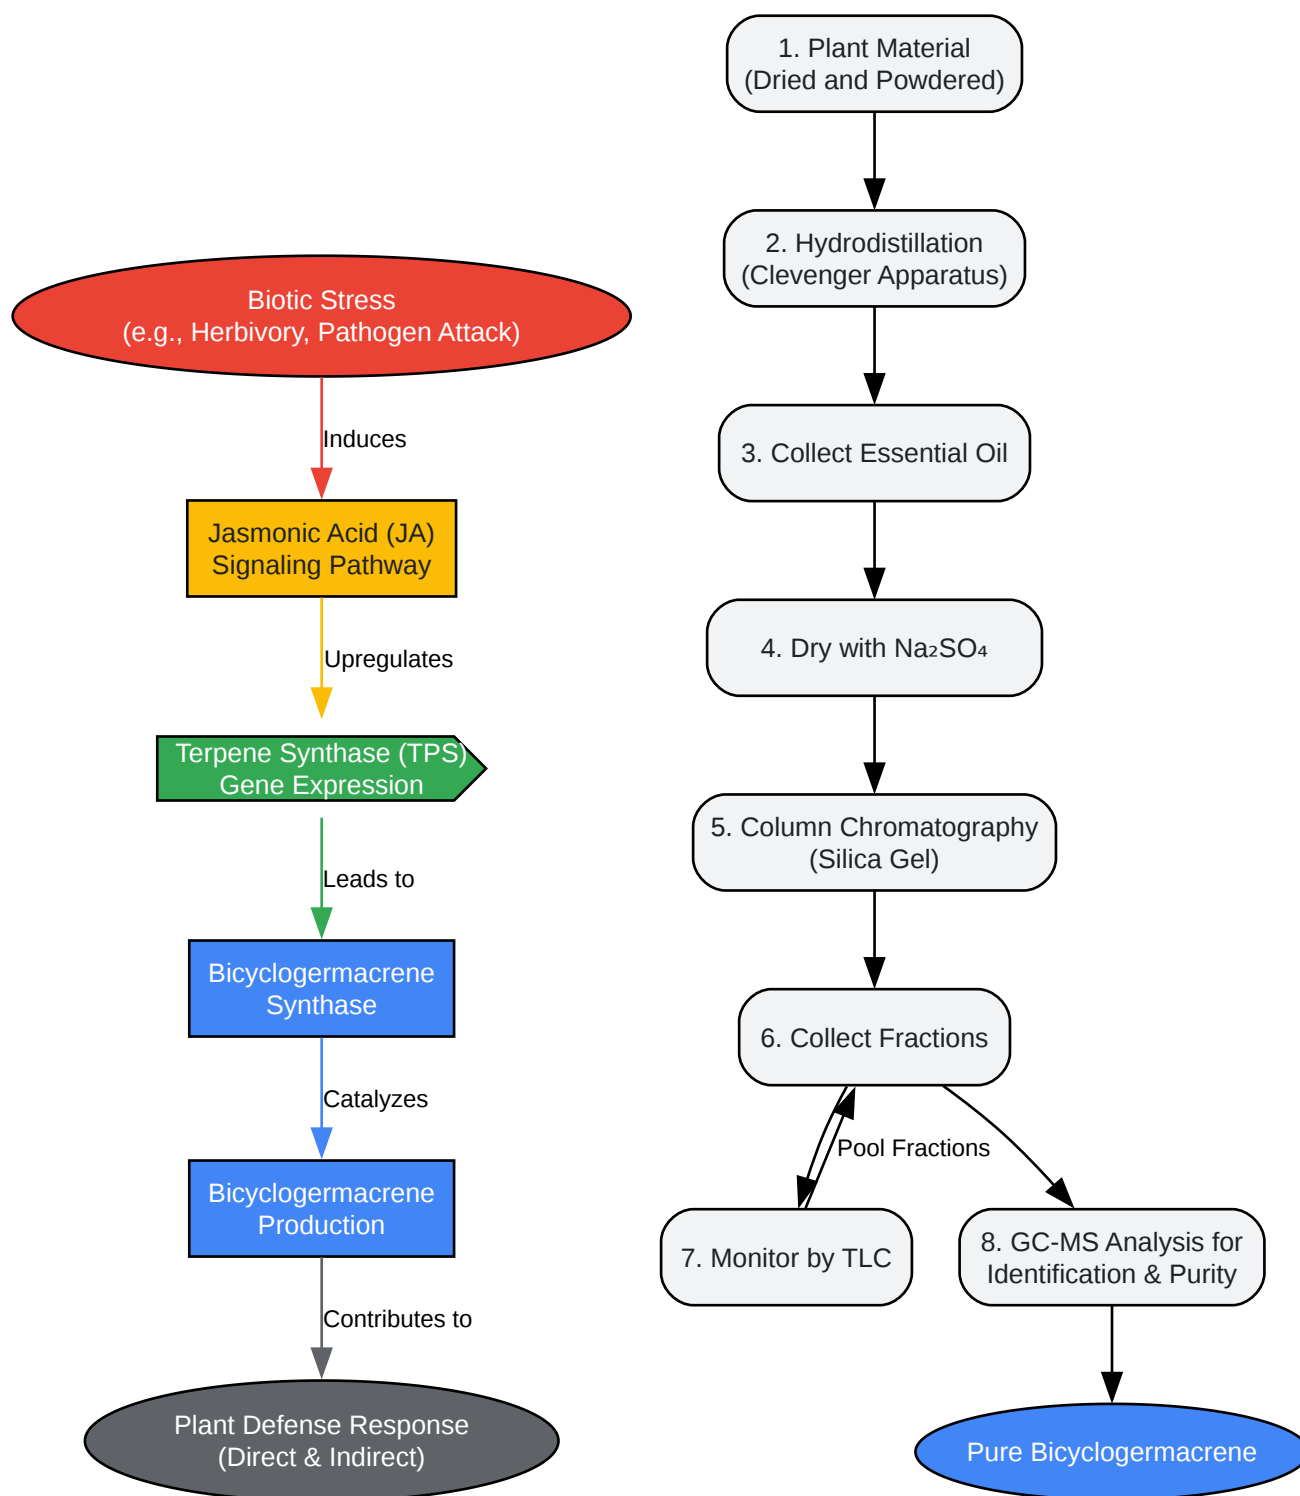 Biotic Stress
(e.g., Herbivory, Pathogen Attack)
Induces
Jasmonic Acid (JA)
Signaling Pathway
Upregulates
Terpene Synthase (TPS)
Gene Expression
Leads to
Bicyclogermacrene
Synthase
Catalyzes
Bicyclogermacrene
Production
Contributes to
Plant Defense Response
(Direct & Indirect)
1. Plant Material
(Dried and Powdered)
2. Hydrodistillation
(Clevenger Apparatus)
3. Collect Essential Oil
4. Dry with Na₂SO₄
5. Column Chromatography
(Silica Gel)
6. Collect Fractions
Pool Fractions
7. Monitor by TLC
8. GC-MS Analysis for
Identification & Purity
Pure Bicyclogermacrene